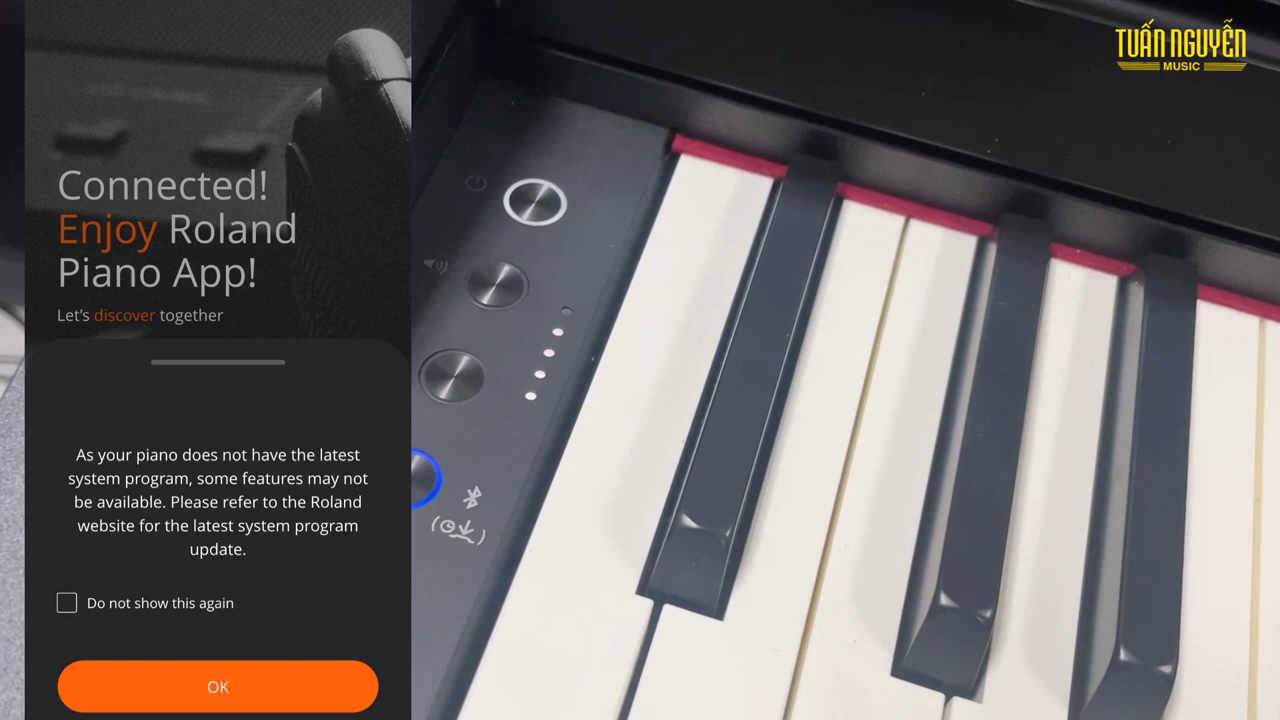 Connected!
Enjoy Roland
Piano App!
Let's discover together
As your piano does not have the latest
system program, some features may not
be available. Please refer to the Roland
website for the latest system program
update.
Do not show this again
OK
TUẤN NGUYỄN
MUSIC